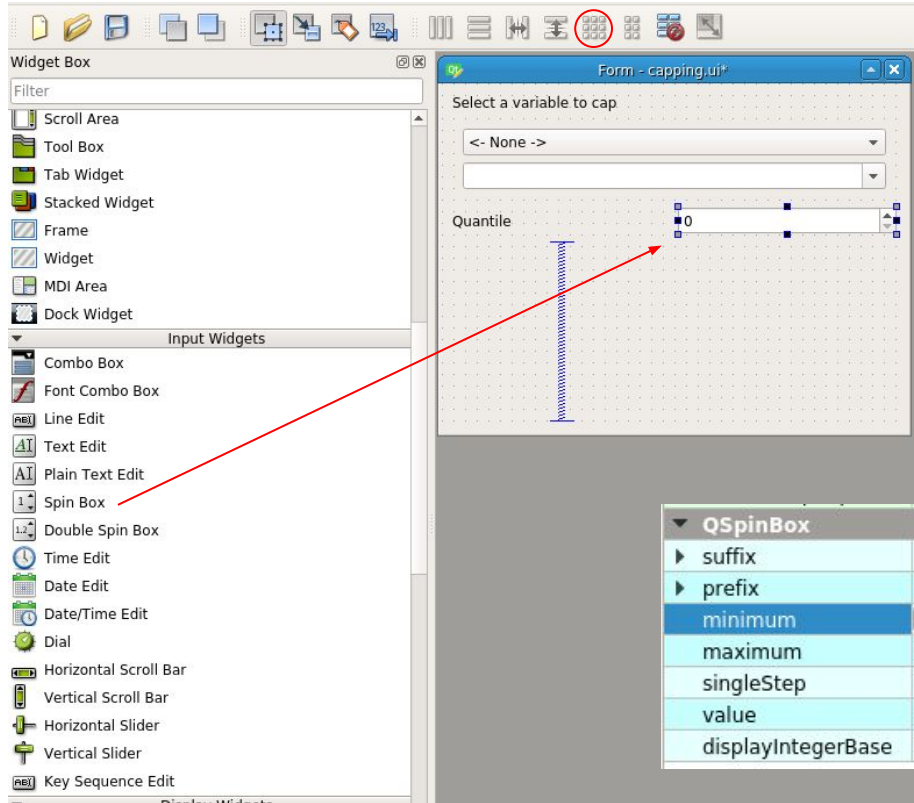 Widget Box
Filter
Scroll Area
Tool Box
Tab Widget
Stacked Widget
Frame
Widget
MDI Area
Dock Widget
Input Widgets
Combo Box
Font Combo Box
Line Edit
Text Edit
Plain Text Edit
Spin Box
Double Spin Box
Time Edit
Date Edit
Date/Time Edit
Dial
Horizontal Scroll Bar
Vertical Scroll Bar
Horizontal Slider
Vertical Slider
Key Sequence Edit
Display Widgets
Form - capping.ui*
Select a variable to cap
<- None ->
Quantile
0
QSpinBox
suffix
prefix
minimum
maximum
singleStep
value
displayIntegerBase